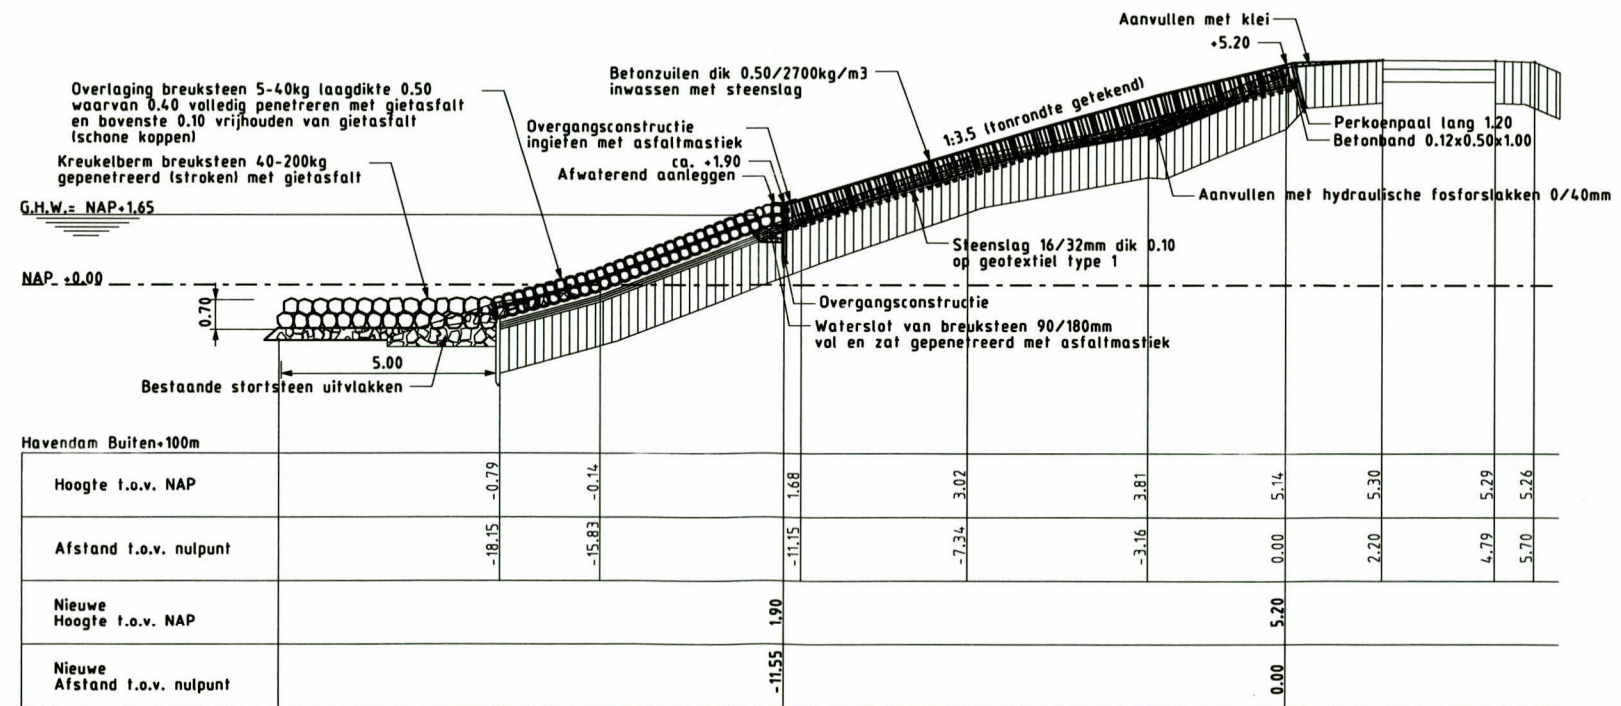 Aanvullen met klei
+5.20
Betonzuilen dik 0.50/2700kg/m3
inwassen met steenslag
Overlaging breuksteen 5-40kg laagdikte 0.50
waarvan 0.40 volledig penetreren met gietasfalt
en bovenste 0.10 vrijhouden van gietasfalt
(schone koppen)
Kreukelberm breuksteen 40-200kg
gepenetreerd (stroken) met gietasfalt
Overgangsconstructie
ingieten met asfaltmastiek
ca. +1.90
Afwaterend aanleggen
1:3.5 (tonrondte getekend)
Perkoenpaal lang 1.20
Betonband 0.12x0.50x1.00
Aanvullen met hydraulische fosforslakken 0/40mm
G.H.W.= NAP+1.65
Steenslag 16/32mm dik 0.10
op geotextiel type 1
NAP +0.00
0.70
Overgangsconstructie
Waterslot van breuksteen 90/180mm
vol en zat gepenetreerd met asfaltmastiek
5.00
Bestaande stortsteen uitvlakken
Havendam Buiten+100m
Hoogte t.o.v. NAP -0.79 -0.14 1.68 3.02 3.81 5.14 5.30 5.29 5.26
Afstand t.o.v. nulpunt -18.15 -15.83 -11.15 -7.34 -3.16 0.00 2.20 4.79 5.70
Nieuwe
Hoogte t.o.v. NAP 1.90 5.20
Nieuwe
Afstand t.o.v. nulpunt -11.55 0.00